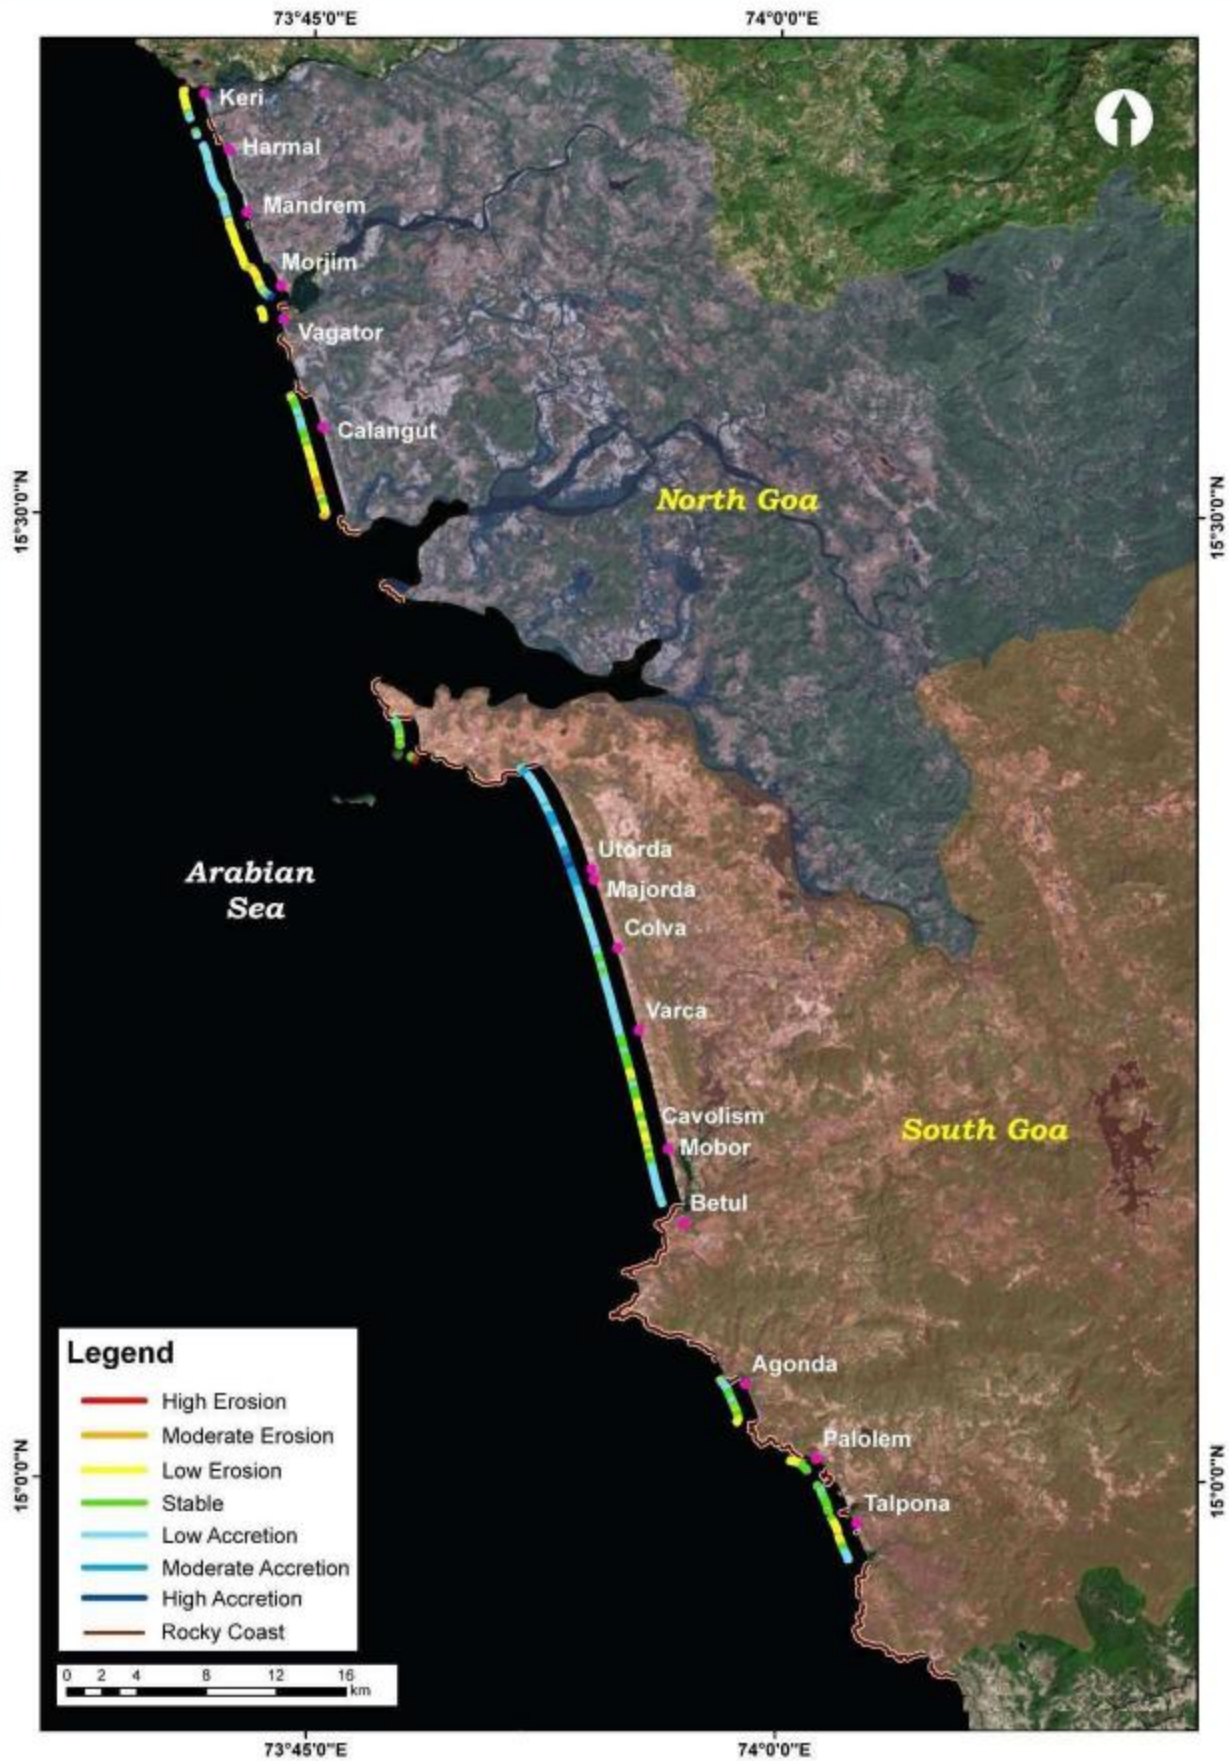 73°45'0"E
74°0'0"E
Keri
Harmal
Mandrem
Morjim
Vagator
Calangut
15°30'0"N
North Goa
15°30'0"N
Arabian
Sea
Utorda
Majorda
Colva
Varca
Cavolism
Mobor
South Goa
Betul
Agonda
Palolem
15°0'0"N
15°0'0"N
Talpona
Legend
High Erosion
Moderate Erosion
Low Erosion
Stable
Low Accretion
Moderate Accretion
High Accretion
Rocky Coast
0 2 4 8 12 16
km
73°45'0"E
74°0'0"E